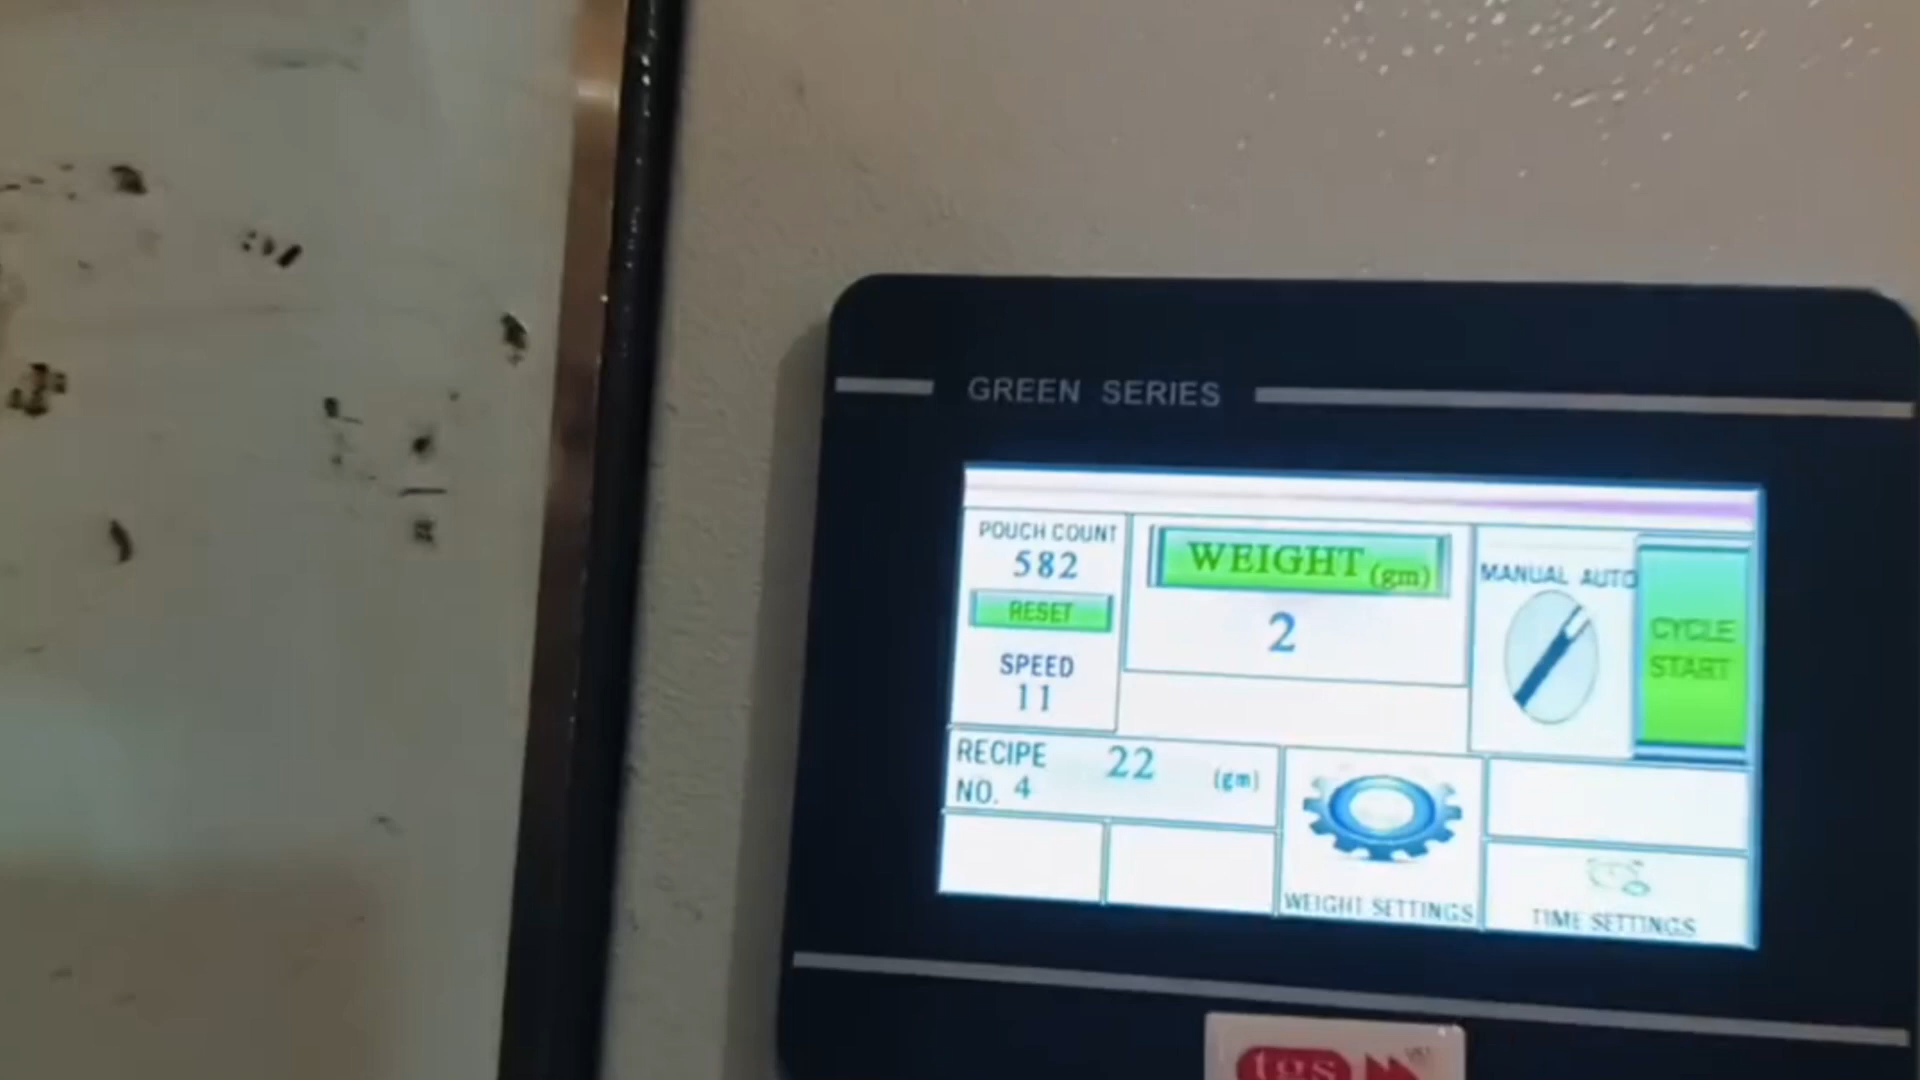 GREEN SERIES
POUCH COUNT
582
RESET
SPEED
11
WEIGHT (gm)
2
MANUAL AUTO
CYCLE
START
RECIPE
NO. 4
22 (gm)
WEIGHT SETTINGS
TIME SETTINGS
tgs